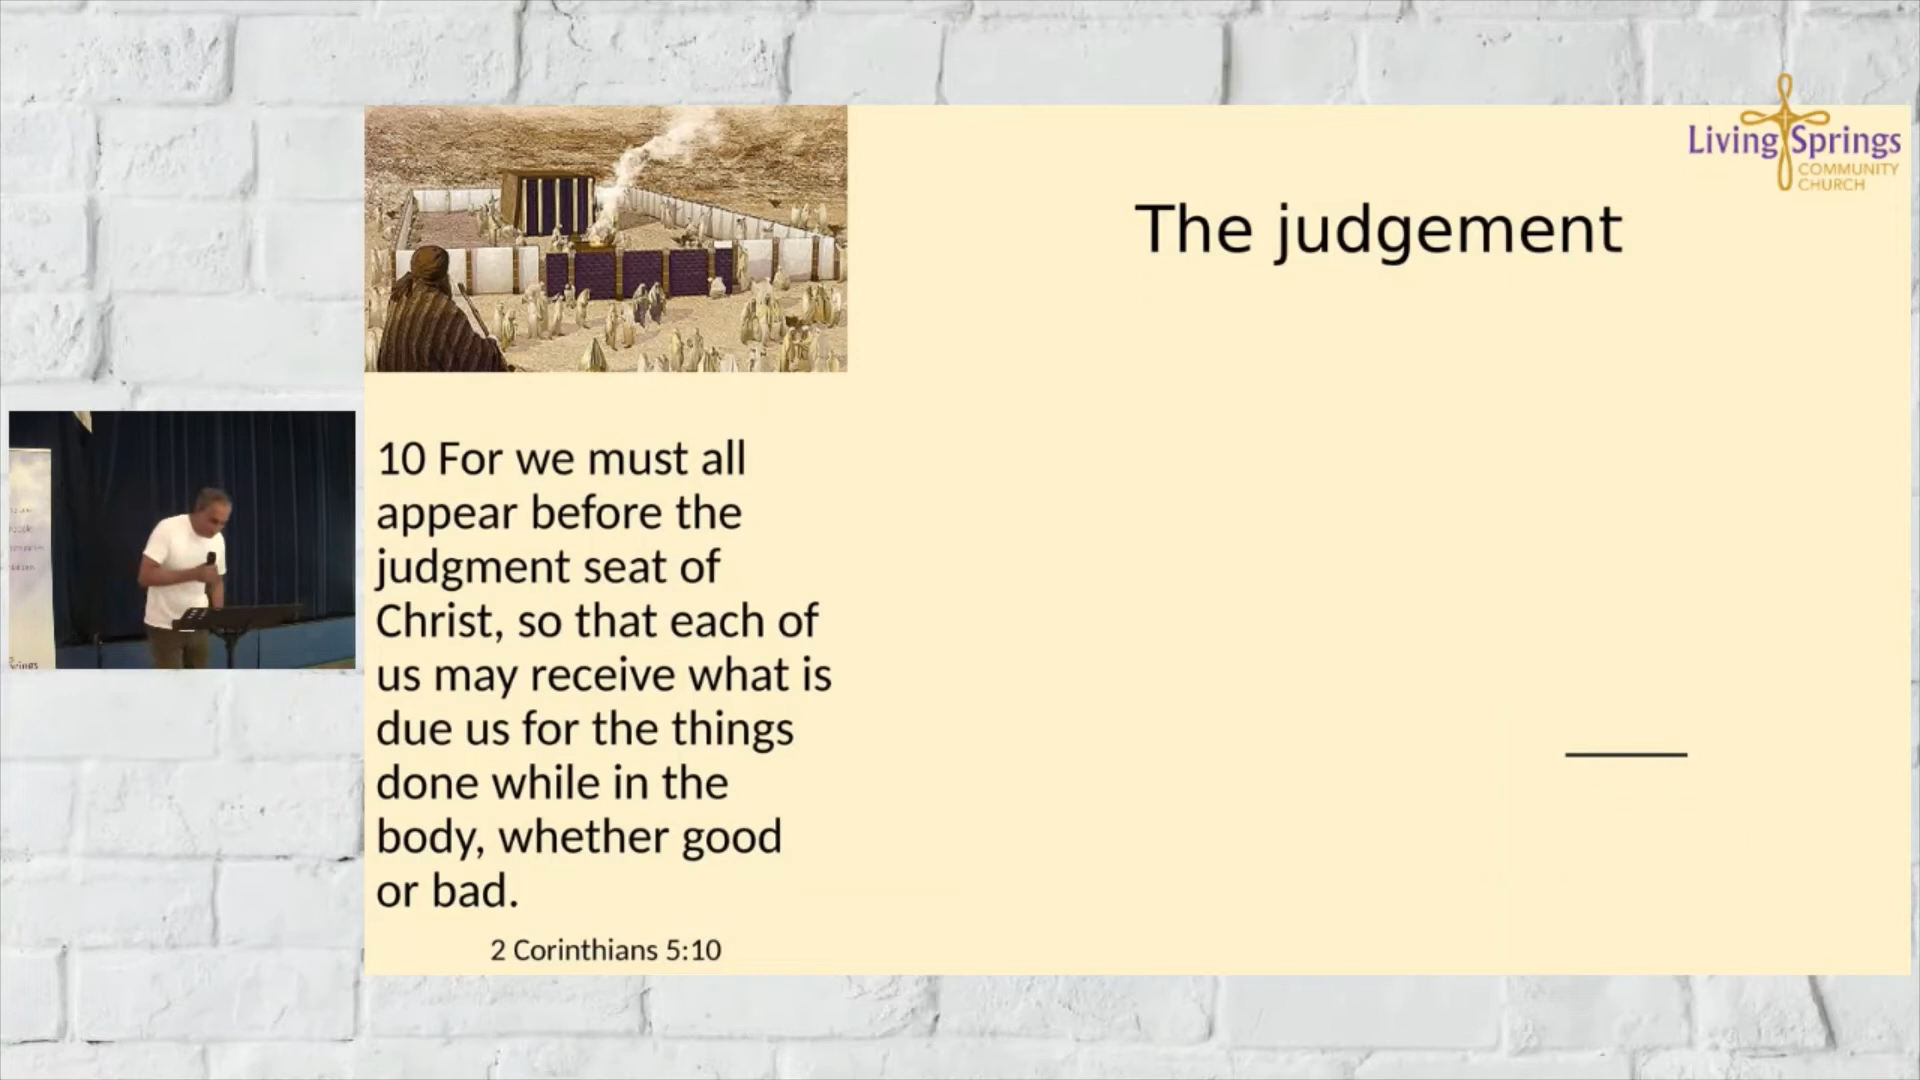 Living Springs
COMMUNITY
CHURCH
The judgement
10 For we must all
appear before the
judgment seat of
Christ, so that each of
us may receive what is
due us for the things
done while in the
body, whether good
or bad.
2 Corinthians 5:10